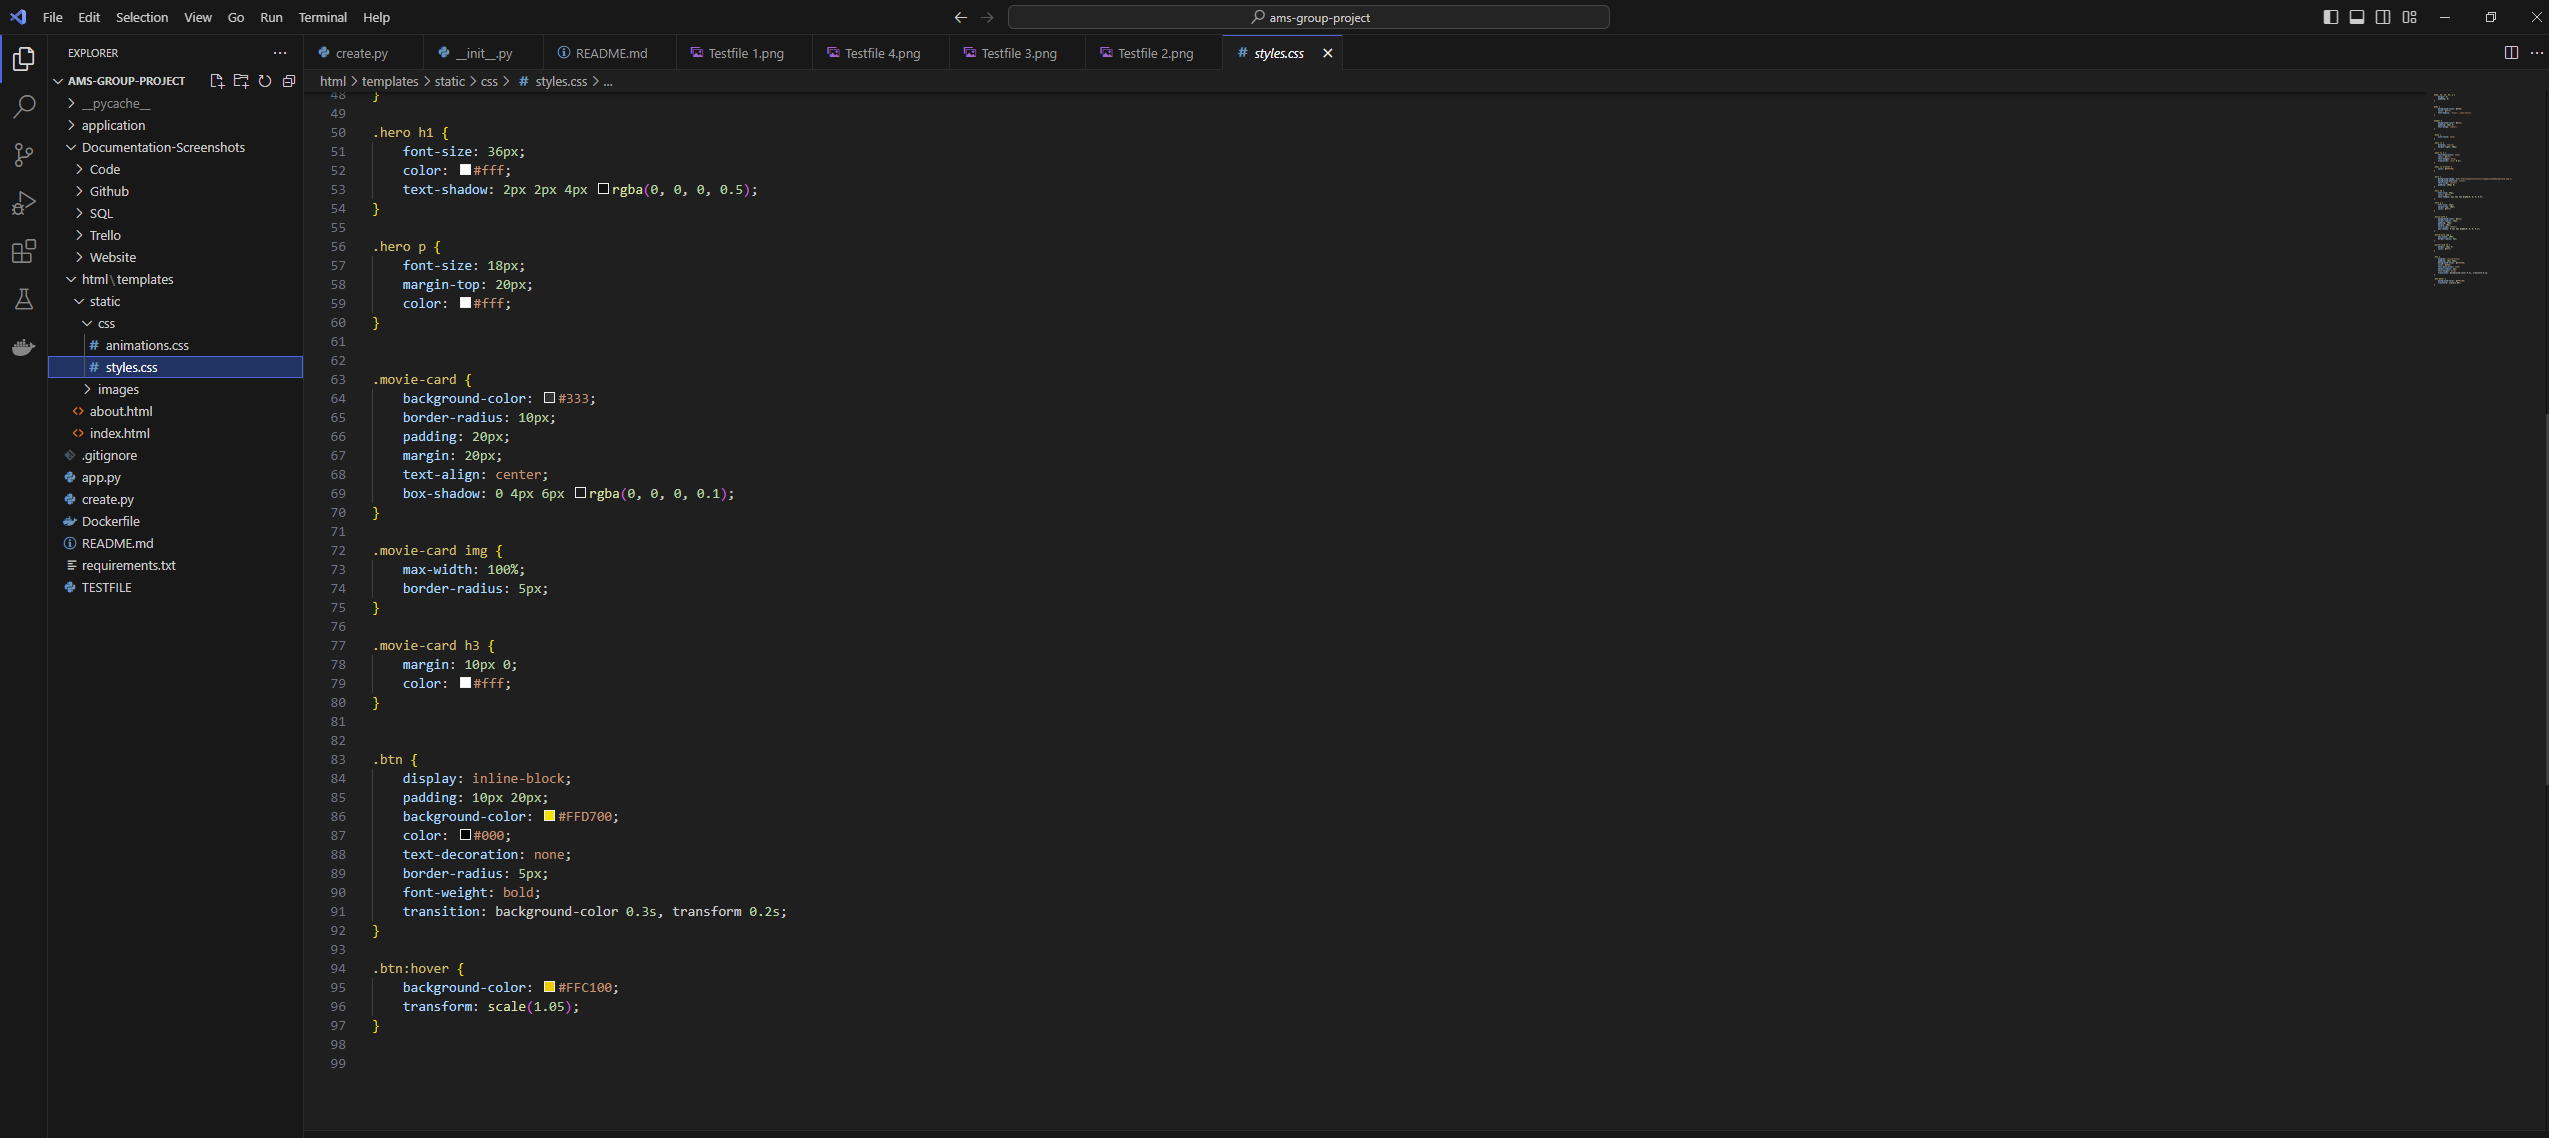 File Edit Selection View Go Run Terminal Help
ams-group-project
EXPLORER
AMS-GROUP-PROJECT
__pycache__
application
Documentation-Screenshots
Code
Github
SQL
Trello
Website
html\templates
static
css
animations.css
styles.css
images
about.html
index.html
.gitignore
app.py
create.py
Dockerfile
README.md
requirements.txt
TESTFILE
create.py __init__.py README.md Testfile 1.png Testfile 4.png Testfile 3.png Testfile 2.png styles.css
html > templates > static > css > # styles.css > ...
48 }
49
50 .hero h1 {
51     font-size: 36px;
52     color: #fff;
53     text-shadow: 2px 2px 4px rgba(0, 0, 0, 0.5);
54 }
55
56 .hero p {
57     font-size: 18px;
58     margin-top: 20px;
59     color: #fff;
60 }
61
62
63 .movie-card {
64     background-color: #333;
65     border-radius: 10px;
66     padding: 20px;
67     margin: 20px;
68     text-align: center;
69     box-shadow: 0 4px 6px rgba(0, 0, 0, 0.1);
70 }
71
72 .movie-card img {
73     max-width: 100%;
74     border-radius: 5px;
75 }
76
77 .movie-card h3 {
78     margin: 10px 0;
79     color: #fff;
80 }
81
82
83 .btn {
84     display: inline-block;
85     padding: 10px 20px;
86     background-color: #FFD700;
87     color: #000;
88     text-decoration: none;
89     border-radius: 5px;
90     font-weight: bold;
91     transition: background-color 0.3s, transform 0.2s;
92 }
93
94 .btn:hover {
95     background-color: #FFC100;
96     transform: scale(1.05);
97 }
98
99